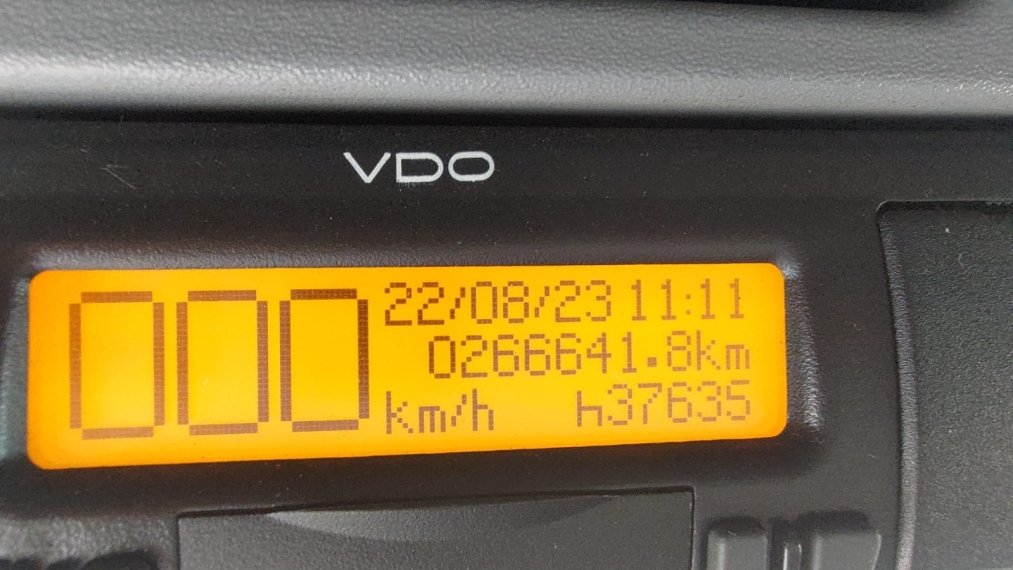 VDO
000 22/08/23 11:11
0266641.8km
km/h h37635